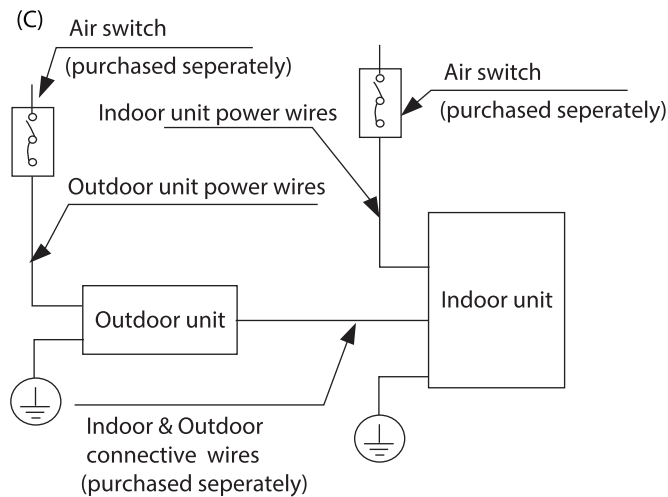 (C)
Air switch
(purchased seperately)
Air switch
(purchased seperately)
Indoor unit power wires
Outdoor unit power wires
Outdoor unit
Indoor unit
Indoor & Outdoor
connective wires
(purchased seperately)